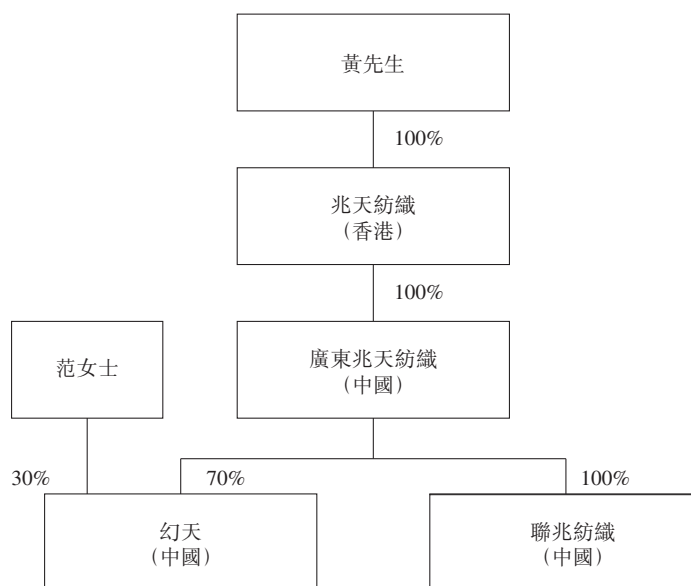 黃先生
100%
兆天紡織
（香港）
100%
范女士
廣東兆天紡織
（中國）
30%
70%
100%
幻天
（中國）
聯兆紡織
（中國）